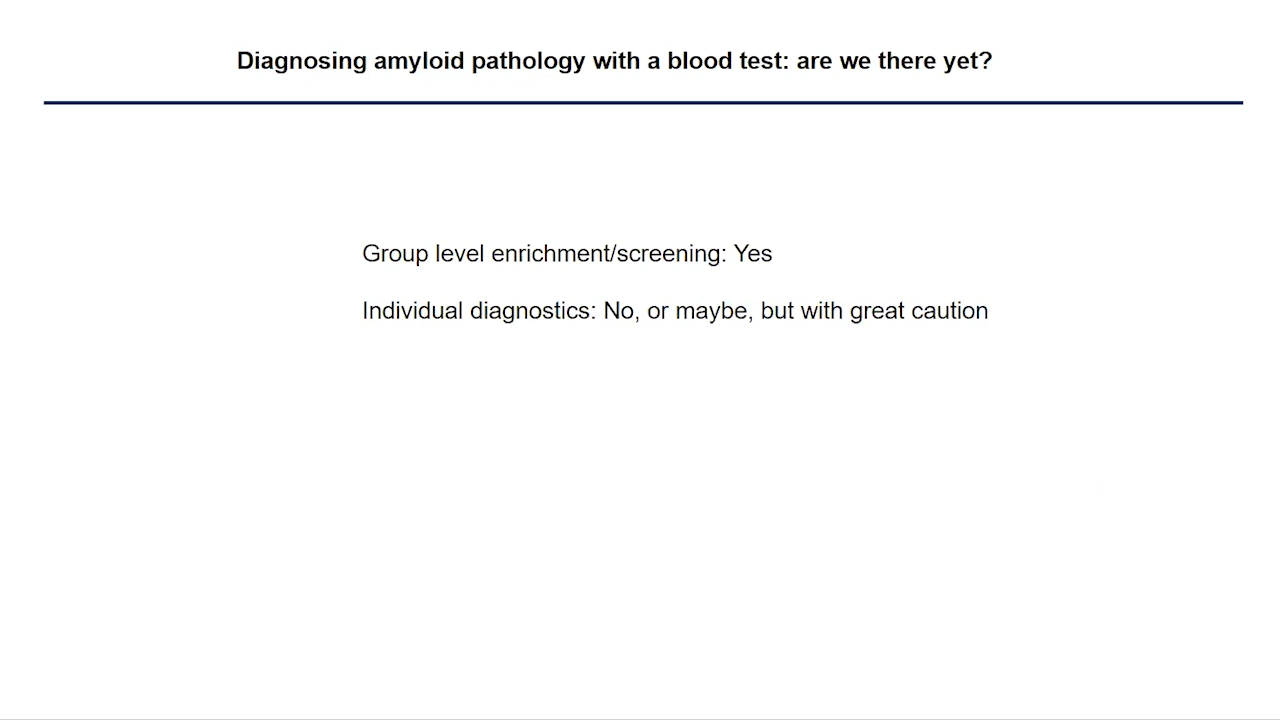 Diagnosing amyloid pathology with a blood test: are we there yet?
Group level enrichment/screening: Yes
Individual diagnostics: No, or maybe, but with great caution